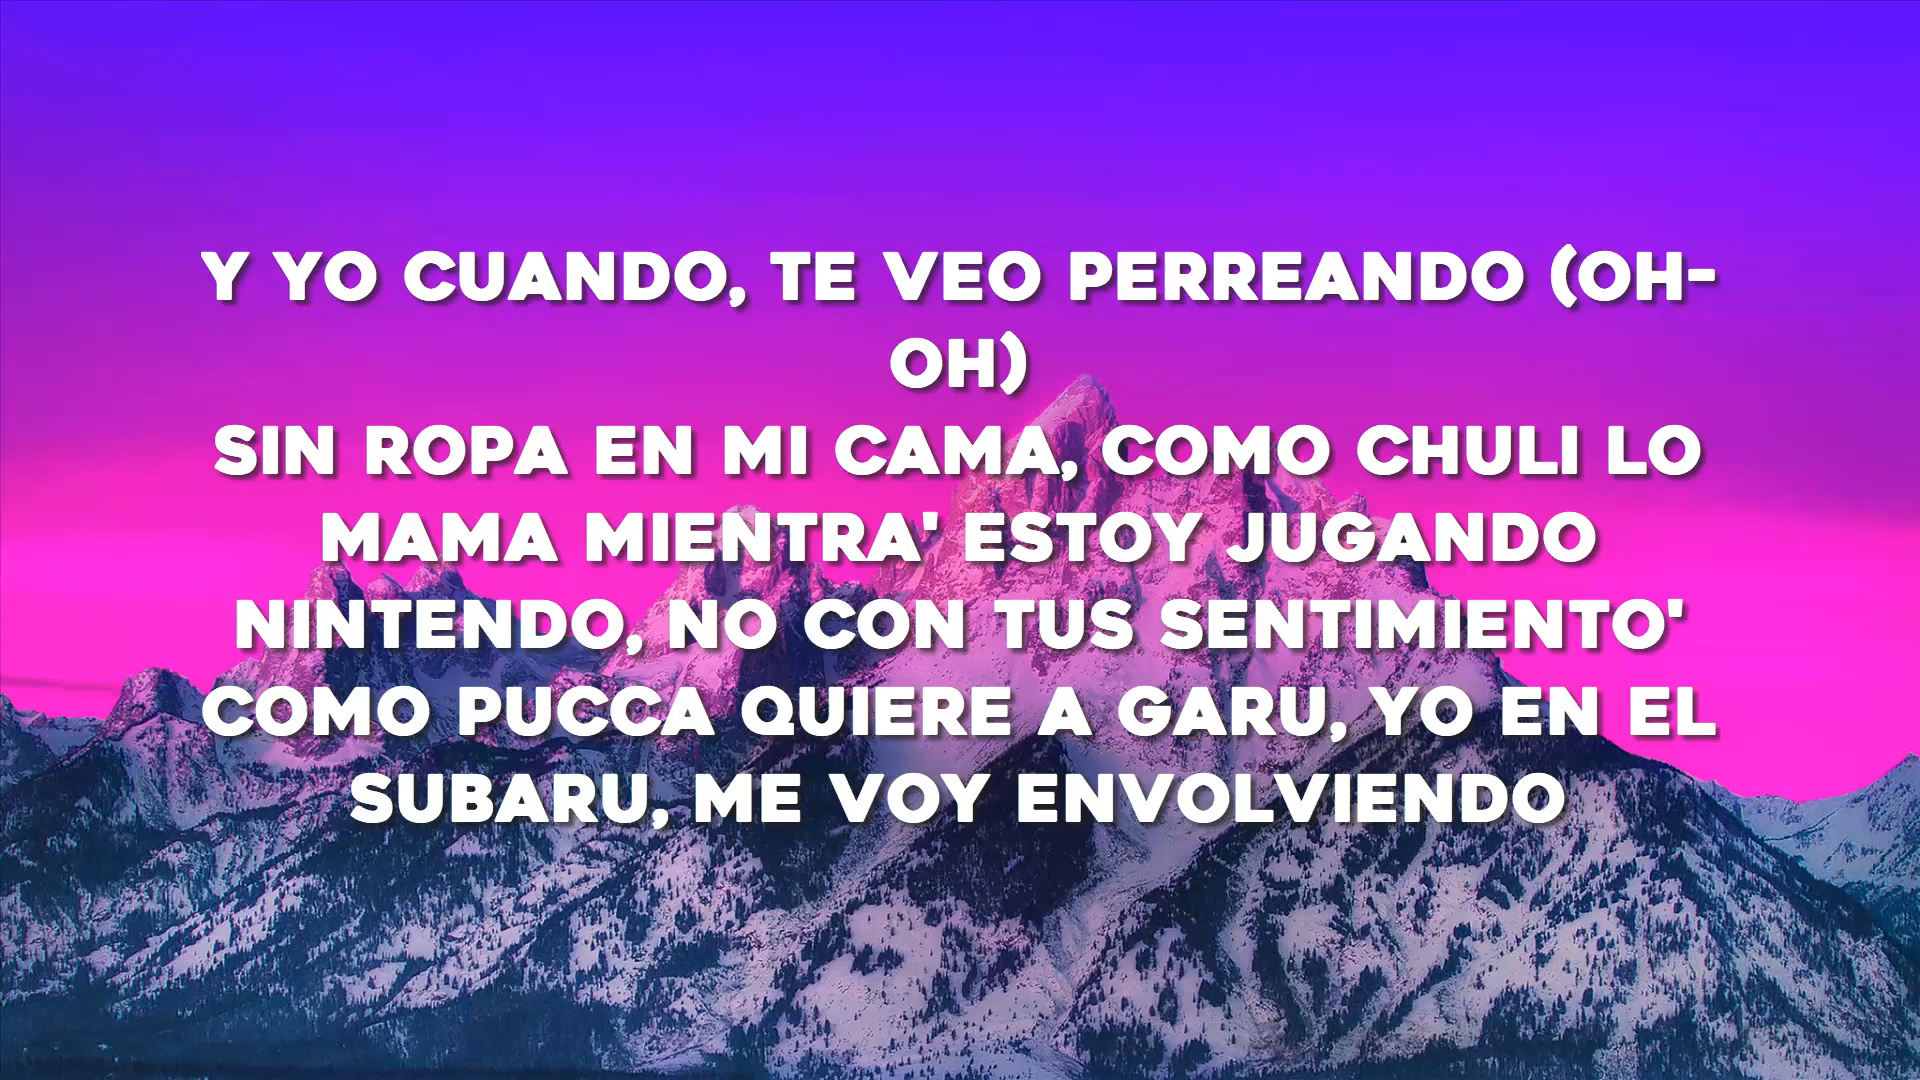 Y YO CUANDO, TE VEO PERREANDO (OH-
OH)
SIN ROPA EN MI CAMA, COMO CHULI LO
MAMA MIENTRA' ESTOY JUGANDO
NINTENDO, NO CON TUS SENTIMIENTO'
COMO PUCCA QUIERE A GARU, YO EN EL
SUBARU, ME VOY ENVOLVIENDO